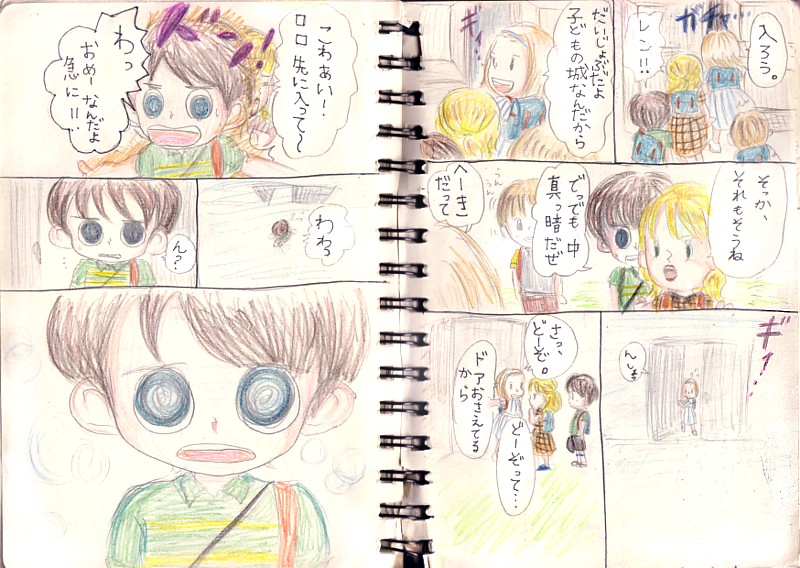 入ろう。
ガチャ…
レン!!
だいじょぶだよ
子どもの城なんだから
ギィ
そっか、
それもそうね
でっでも中
真っ暗だぜ
うん
うん
へーき
だって
ギィ…
んしょ
さっ、
どーぞ。
どーぞって…
ドアおさえてる
から
こわあい!
ロロ先に入って〜
わっ
おめーなんだよ
急に!!
わわっ
ん?